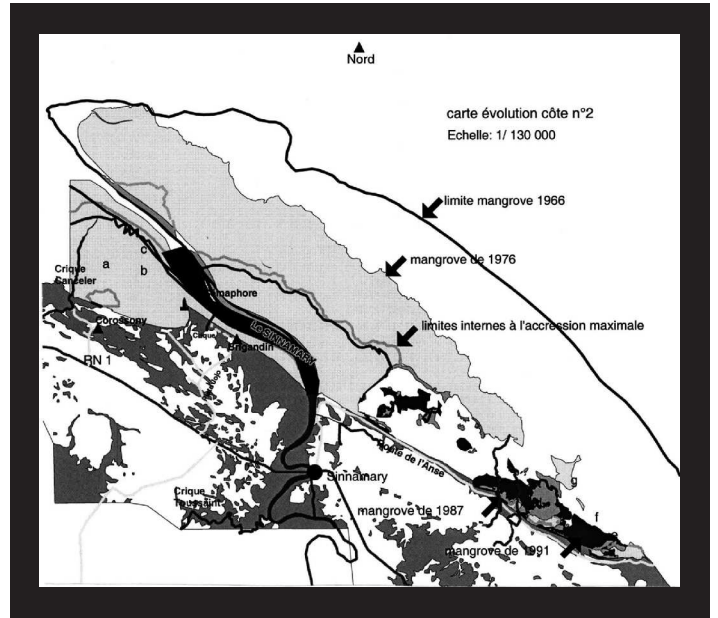 Nord
carte évolution côte n°2
Echelle: 1/ 130 000
limite mangrove 1966
mangrove de 1976
limites internes à l'accression maximale
c
a
b
Crique
Canceler
Corossony
RN 1
Brigandin
Le SINNAMARY
Route de l'Anse
Sinnamary
Crique
Toussaint
mangrove de 1987
mangrove de 1991
g
f
e